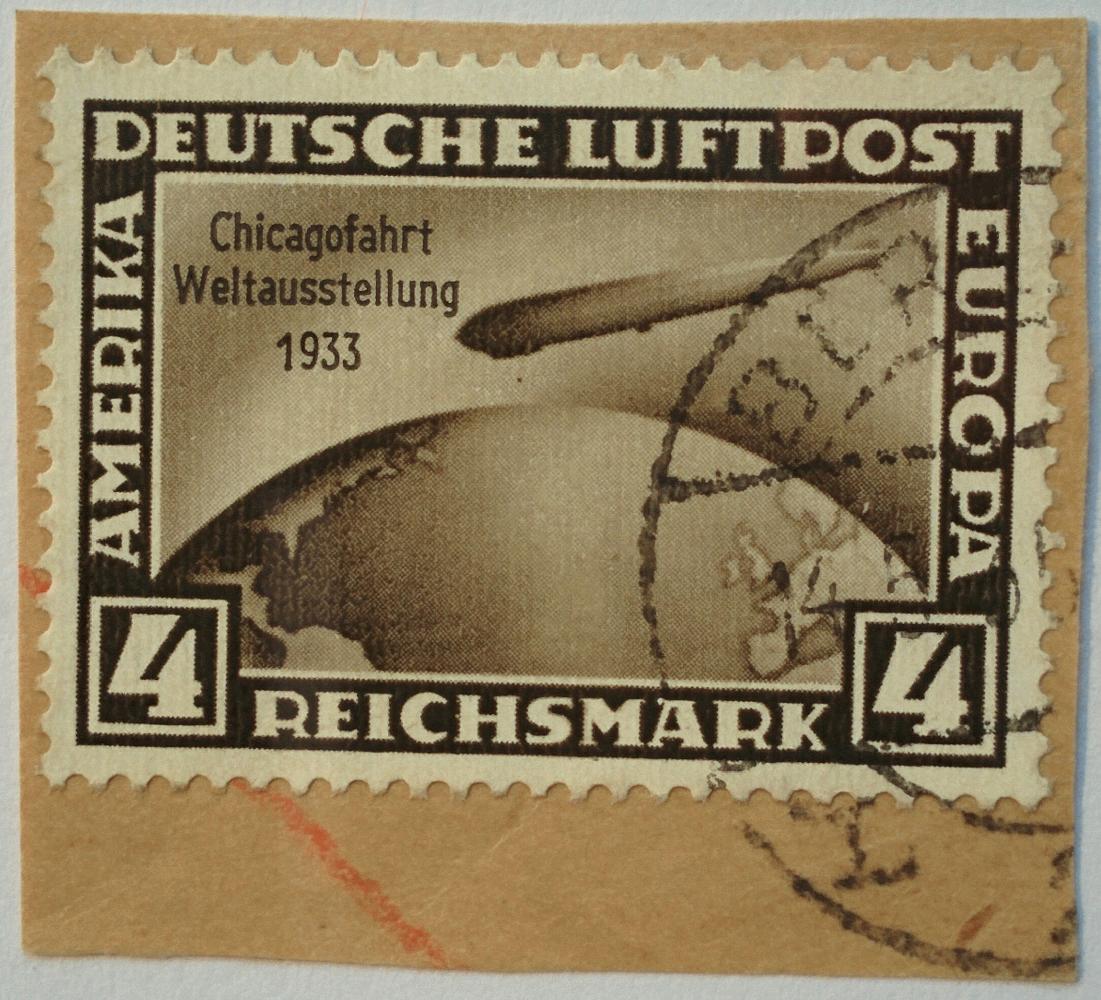 DEUTSCHE LUFTPOST
AMERIKA
EUROPA
Chicagofahrt
Weltausstellung
1933
4
4
REICHSMARK